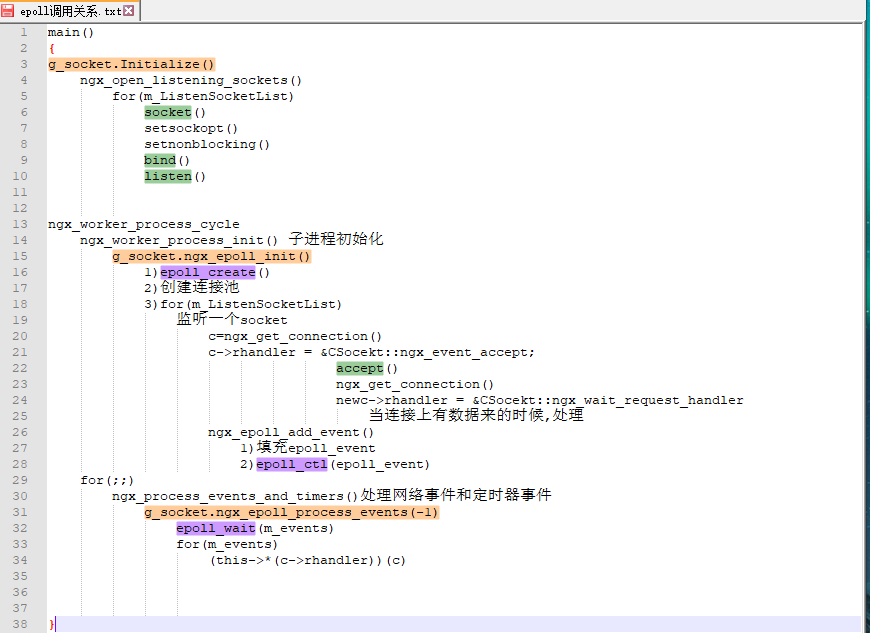 epoll调用关系.txt
1 main()
2 {
3 g_socket.Initialize()
4 ngx_open_listening_sockets()
5 for(m_ListenSocketList)
6 socket()
7 setsockopt()
8 setnonblocking()
9 bind()
10 listen()
11
12
13 ngx_worker_process_cycle
14 ngx_worker_process_init() 子进程初始化
15 g_socket.ngx_epoll_init()
16 1)epoll_create()
17 2)创建连接池
18 3)for(m_ListenSocketList)
19 监听一个socket
20 c=ngx_get_connection()
21 c->rhandler = &CSocekt::ngx_event_accept;
22 accept()
23 ngx_get_connection()
24 newc->rhandler = &CSocekt::ngx_wait_request_handler
25 当连接上有数据来的时候,处理
26 ngx_epoll_add_event()
27 1)填充epoll_event
28 2)epoll_ctl(epoll_event)
29 for(;;)
30 ngx_process_events_and_timers()处理网络事件和定时器事件
31 g_socket.ngx_epoll_process_events(-1)
32 epoll_wait(m_events)
33 for(m_events)
34 (this->*(c->rhandler))(c)
35
36
37
38 }